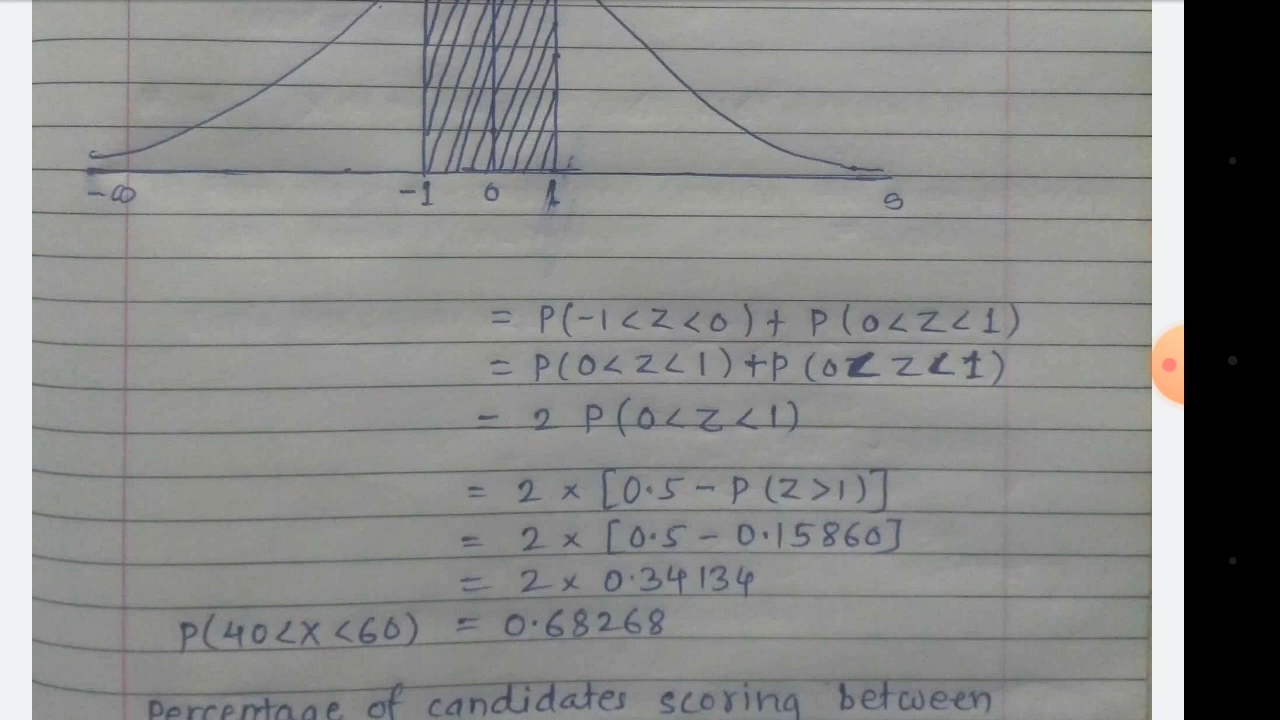 -∞ -1 0 1 ∞
= P(-1<Z<0) + P(0<Z<1)
= P(0<Z<1) + P(0<Z<1)
- 2 P(0<Z<1)
= 2 × [0.5 - P(Z>1)]
= 2 × [0.5 - 0.15860]
= 2 × 0.34134
P(40<X<60) = 0.68268
Percentage of candidates scoring between